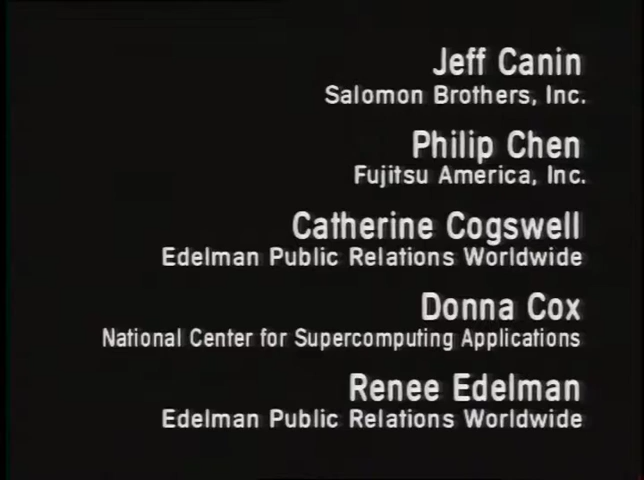 Jeff Canin
Salomon Brothers, Inc.
Philip Chen
Fujitsu America, Inc.
Catherine Cogswell
Edelman Public Relations Worldwide
Donna Cox
National Center for Supercomputing Applications
Renee Edelman
Edelman Public Relations Worldwide